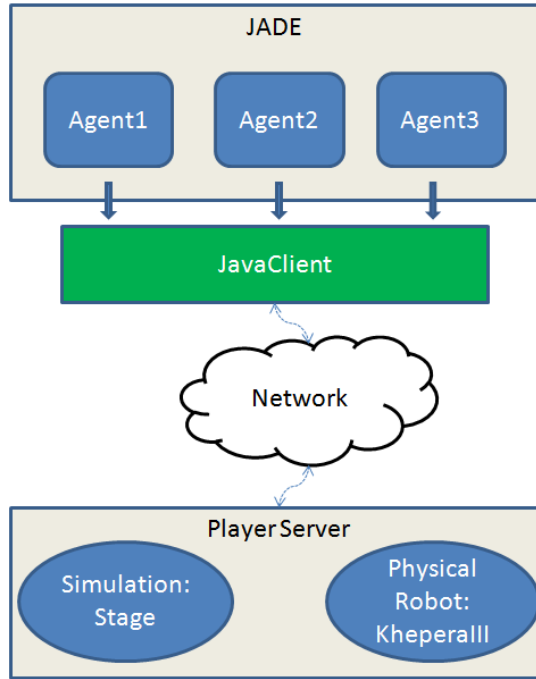 JADE
Agent1
Agent2
Agent3
JavaClient
Network
Player Server
Simulation:
Stage
Physical
Robot:
KheperaIII